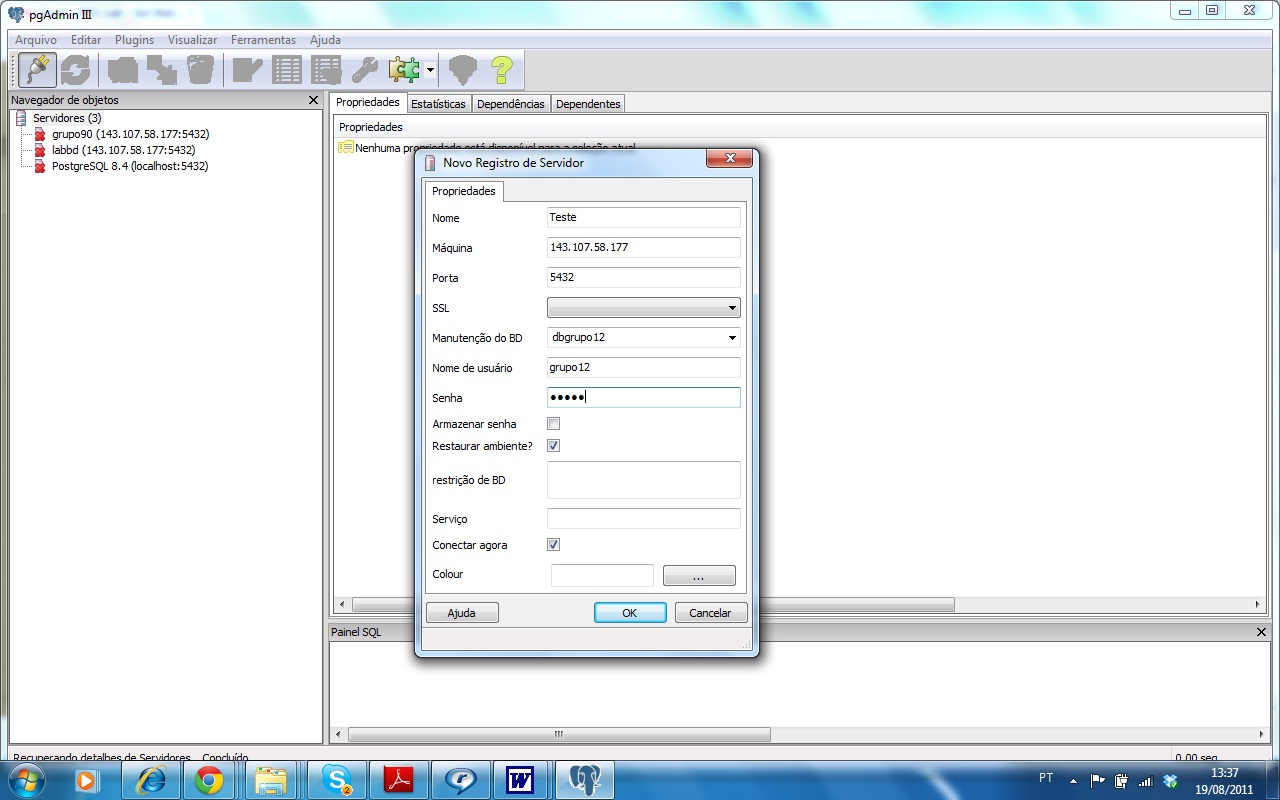 pgAdmin III
Arquivo Editar Plugins Visualizar Ferramentas Ajuda
Navegador de objetos
Servidores (3)
grupo90 (143.107.58.177:5432)
labbd (143.107.58.177:5432)
PostgreSQL 8.4 (localhost:5432)
Propriedades Estatísticas Dependências Dependentes
Propriedades
Nenhuma propriedade está disponível para a seleção atual
Novo Registro de Servidor
Propriedades
Nome Teste
Máquina 143.107.58.177
Porta 5432
SSL
Manutenção do BD dbgrupo12
Nome de usuário grupo12
Senha •••••
Armazenar senha
Restaurar ambiente?
restrição de BD
Serviço
Conectar agora
Colour ...
Ajuda OK Cancelar
Painel SQL
Recuperando detalhes de Servidores... Concluído. 0.00 seg
PT 13:37
19/08/2011